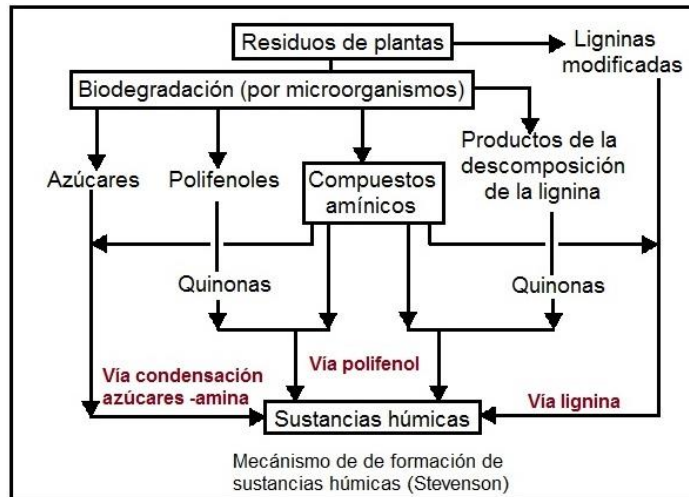 Residuos de plantas
Ligninas
modificadas
Biodegradación (por microorganismos)
Azúcares
Polifenoles
Compuestos
amínicos
Productos de la
descomposición
de la lignina
Quinonas
Quinonas
Vía condensación
azúcares -amina
Vía polifenol
Vía lignina
Sustancias húmicas
Mecánismo de de formación de
sustancias húmicas (Stevenson)